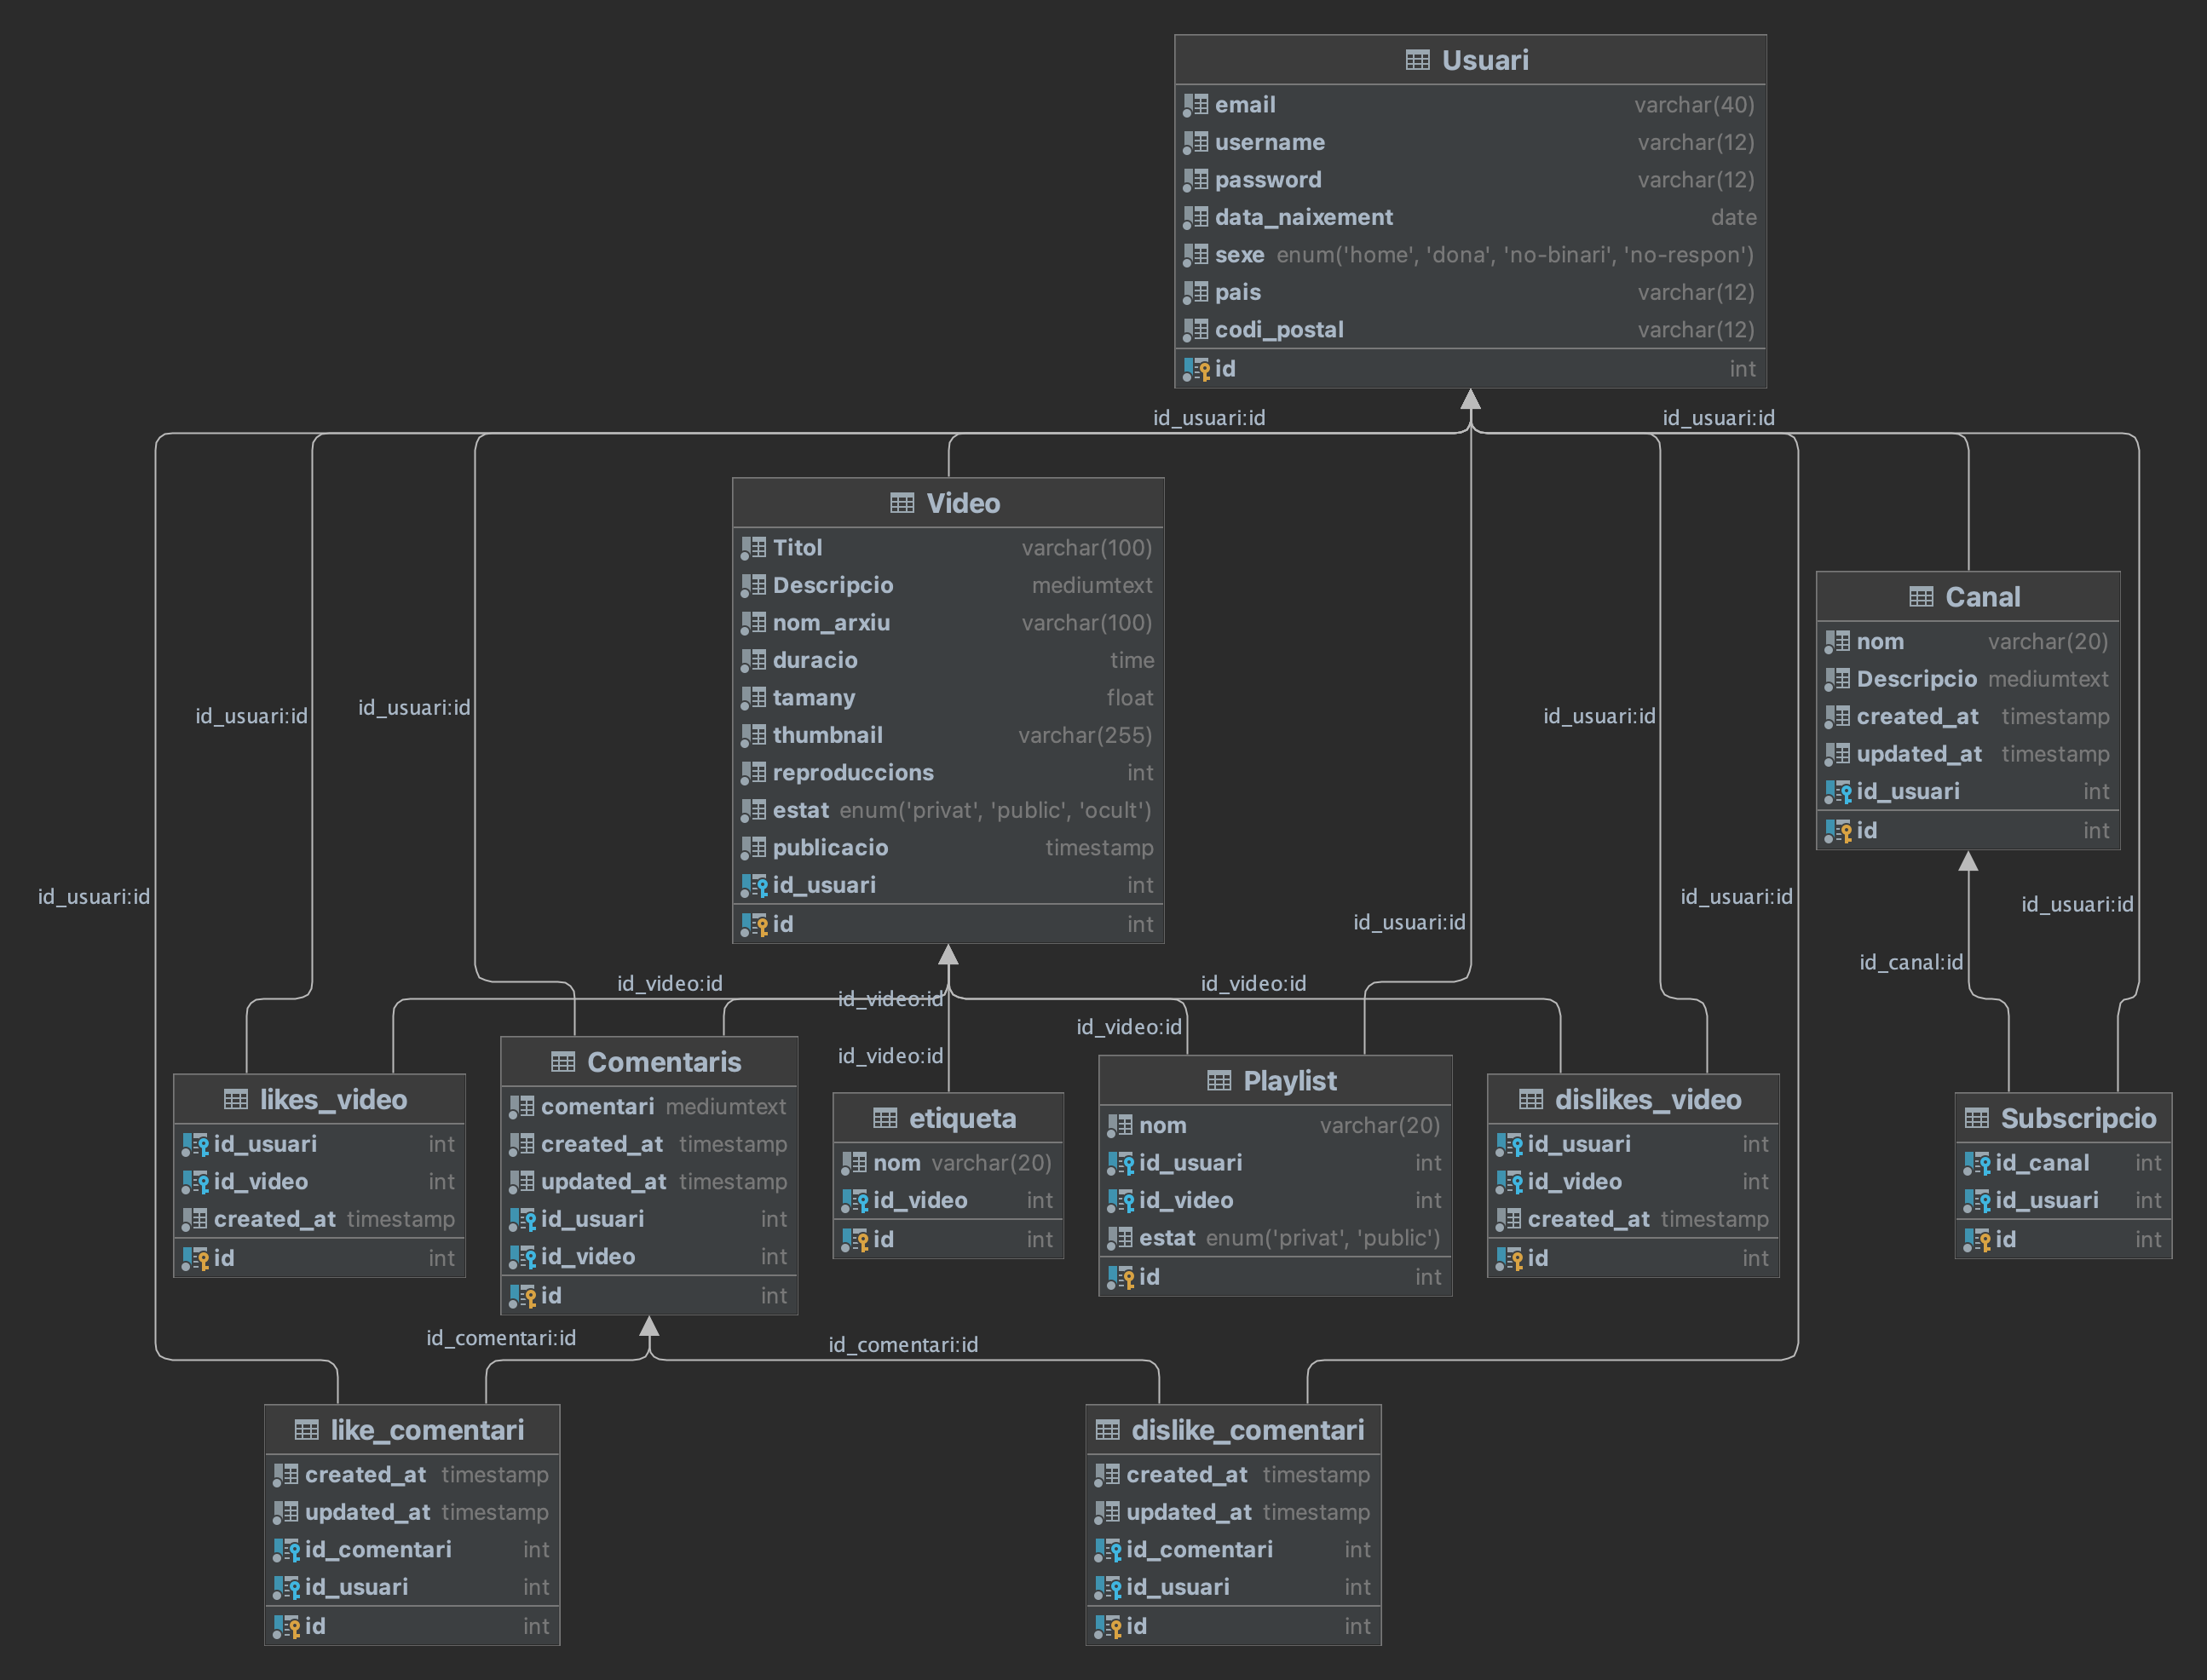 Usuari
email varchar(40)
username varchar(12)
password varchar(12)
data_naixement date
sexe enum('home', 'dona', 'no-binari', 'no-respon')
pais varchar(12)
codi_postal varchar(12)
id int
id_usuari:id
id_usuari:id
Video
Titol varchar(100)
Descripcio mediumtext
nom_arxiu varchar(100)
duracio time
tamany float
thumbnail varchar(255)
reproduccions int
estat enum('privat', 'public', 'ocult')
publicacio timestamp
id_usuari int
id int
Canal
nom varchar(20)
Descripcio mediumtext
created_at timestamp
updated_at timestamp
id_usuari int
id int
id_usuari:id
id_usuari:id
id_usuari:id
id_usuari:id
id_usuari:id
id_usuari:id
id_usuari:id
id_canal:id
id_video:id
id_video:id
id_video:id
id_video:id
id_video:id
likes_video
id_usuari int
id_video int
created_at timestamp
id int
Comentaris
comentari mediumtext
created_at timestamp
updated_at timestamp
id_usuari int
id_video int
id int
etiqueta
nom varchar(20)
id_video int
id int
Playlist
nom varchar(20)
id_usuari int
id_video int
estat enum('privat', 'public')
id int
dislikes_video
id_usuari int
id_video int
created_at timestamp
id int
Subscripcio
id_canal int
id_usuari int
id int
id_comentari:id
id_comentari:id
like_comentari
created_at timestamp
updated_at timestamp
id_comentari int
id_usuari int
id int
dislike_comentari
created_at timestamp
updated_at timestamp
id_comentari int
id_usuari int
id int